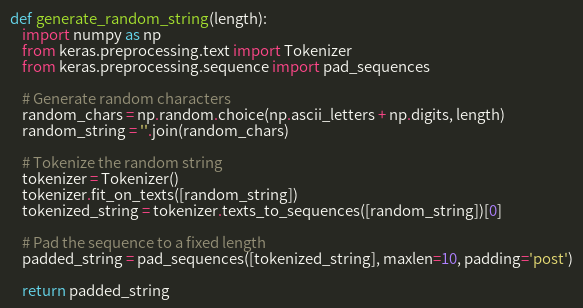 def generate_random_string(length):
    import numpy as np
    from keras.preprocessing.text import Tokenizer
    from keras.preprocessing.sequence import pad_sequences

    # Generate random characters
    random_chars = np.random.choice(np.ascii_letters + np.digits, length)
    random_string = ''.join(random_chars)

    # Tokenize the random string
    tokenizer = Tokenizer()
    tokenizer.fit_on_texts([random_string])
    tokenized_string = tokenizer.texts_to_sequences([random_string])[0]

    # Pad the sequence to a fixed length
    padded_string = pad_sequences([tokenized_string], maxlen=10, padding='post')

    return padded_string